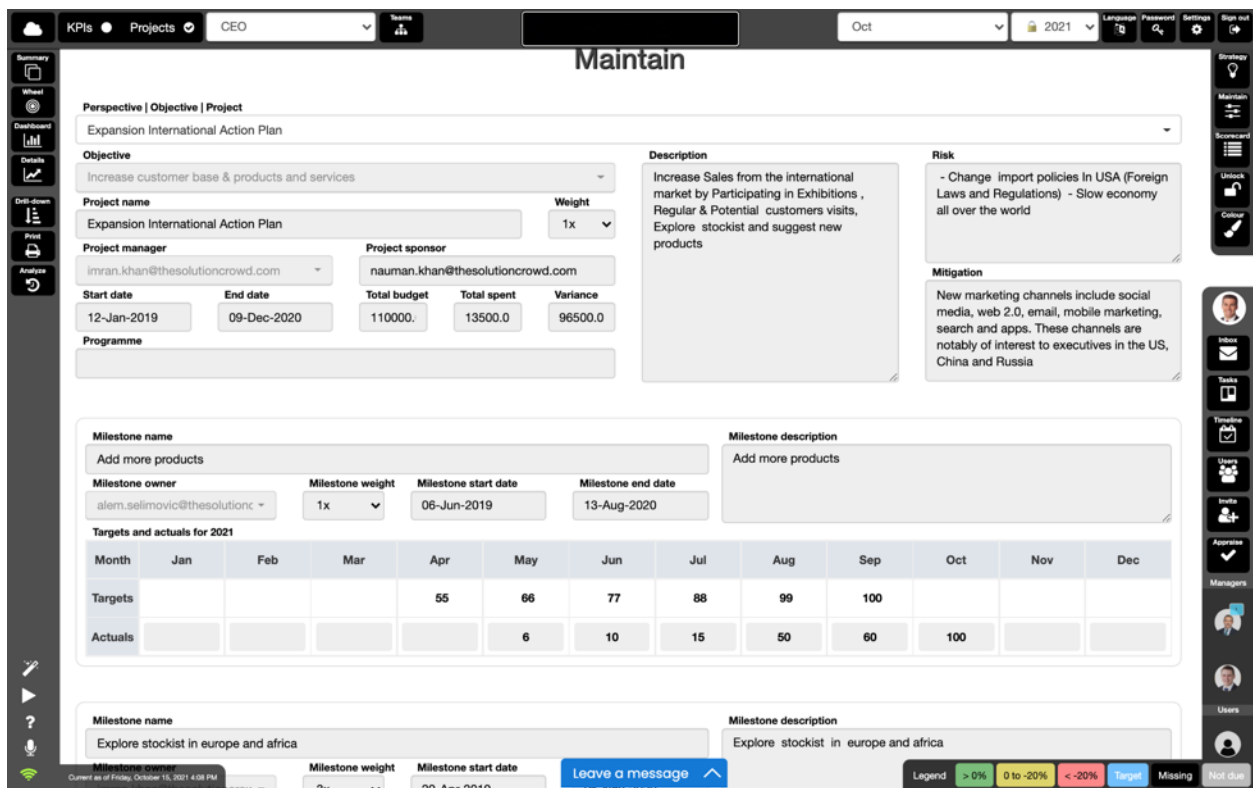 KPIs Projects CEO Teams Oct 2021 Language Password Settings Sign out
Maintain
Summary
Wheel
Dashboard
Details
Drill-down
Print
Analyze
Strategy
Maintain
Scorecard
Unlock
Colour
Perspective | Objective | Project
Expansion International Action Plan
Objective
Increase customer base & products and services
Project name Weight
Expansion International Action Plan 1x
Project manager Project sponsor
imran.khan@thesolutioncrowd.com nauman.khan@thesolutioncrowd.com
Start date End date Total budget Total spent Variance
12-Jan-2019 09-Dec-2020 110000. 13500.0 96500.0
Programme
Description
Increase Sales from the international
market by Participating in Exhibitions ,
Regular & Potential customers visits,
Explore stockist and suggest new
products
Risk
- Change import policies In USA (Foreign
Laws and Regulations) - Slow economy
all over the world
Mitigation
New marketing channels include social
media, web 2.0, email, mobile marketing,
search and apps. These channels are
notably of interest to executives in the US,
China and Russia
Inbox
Tasks
Timeline
Users
Invite
Appraise
Managers
Users
Milestone name
Add more products
Milestone owner Milestone weight Milestone start date Milestone end date
alem.selimovic@thesolutionc 1x 06-Jun-2019 13-Aug-2020
Milestone description
Add more products
Targets and actuals for 2021
Month Jan Feb Mar Apr May Jun Jul Aug Sep Oct Nov Dec
Targets 55 66 77 88 99 100
Actuals 6 10 15 50 60 100
Milestone name
Explore stockist in europe and africa
Milestone description
Explore stockist in europe and africa
Milestone owner Milestone weight Milestone start date
Current as of Friday, October 15, 2021 4:08 PM
Leave a message
Legend > 0% 0 to -20% < -20% Target Missing Not due